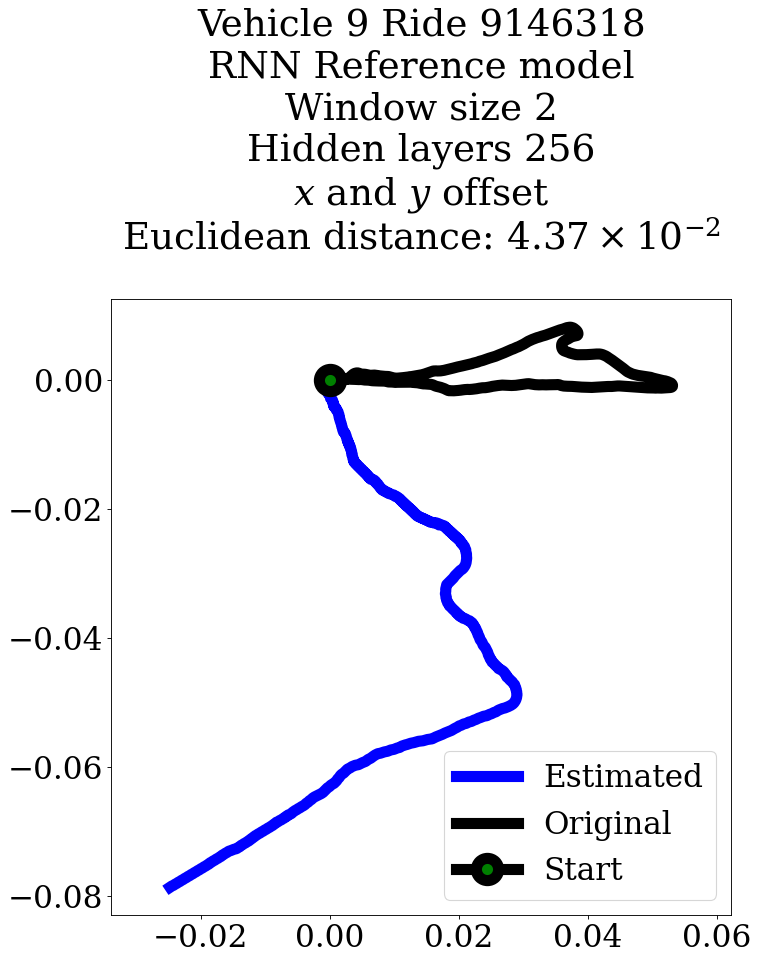 Vehicle 9 Ride 9146318
RNN Reference model
Window size 2
Hidden layers 256
x and y offset
Euclidean distance: 4.37 × 10⁻²
0.00
−0.02
−0.04
−0.06
−0.08
Estimated
Original
Start
−0.02 0.00 0.02 0.04 0.06